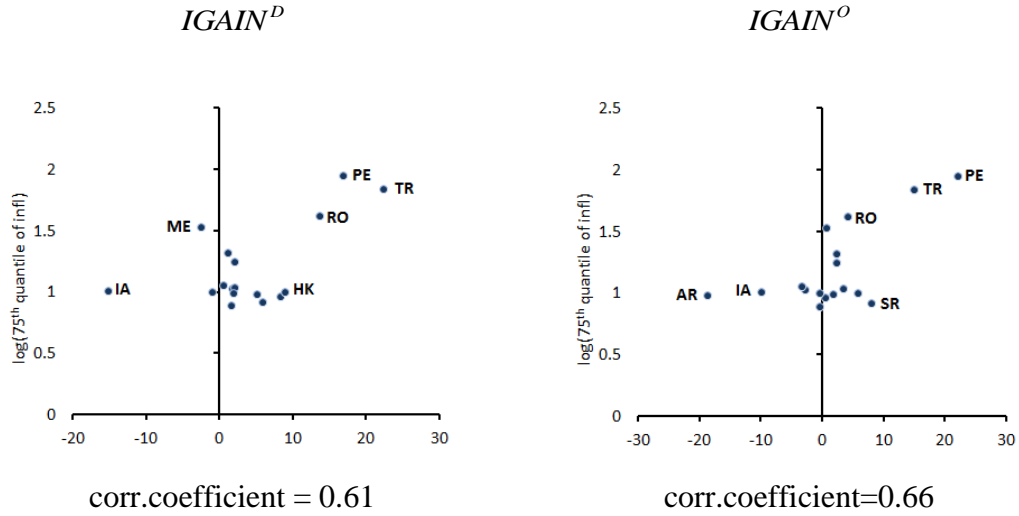 IGAIN^D
2.5
2
1.5
1
0.5
0
-20 -10 0 10 20 30
log(75th quantile of infl)
PE
TR
RO
ME
IA
HK
corr.coefficient = 0.61
IGAIN^O
2.5
2
1.5
1
0.5
0
-30 -20 -10 0 10 20 30
log(75th quantile of infl)
PE
TR
RO
AR
IA
SR
corr.coefficient=0.66